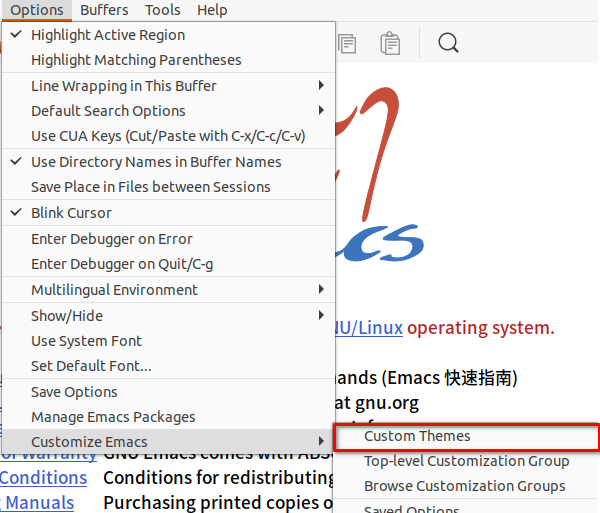 Options Buffers Tools Help
Highlight Active Region
Highlight Matching Parentheses
Line Wrapping in This Buffer
Default Search Options
Use CUA Keys (Cut/Paste with C-x/C-c/C-v)
Use Directory Names in Buffer Names
Save Place in Files between Sessions
Blink Cursor
Enter Debugger on Error
Enter Debugger on Quit/C-g
Multilingual Environment
Show/Hide
NU/Linux operating system.
Use System Font
Set Default Font...
ands (Emacs 快速指南)
Save Options
at gnu.org
Manage Emacs Packages
Customize Emacs
Custom Themes
Warranty GNU Emacs comes with ABS
Top-level Customization Group
Conditions Conditions for redistributing
Browse Customization Groups
Manuals Purchasing printed copies o
Saved Options